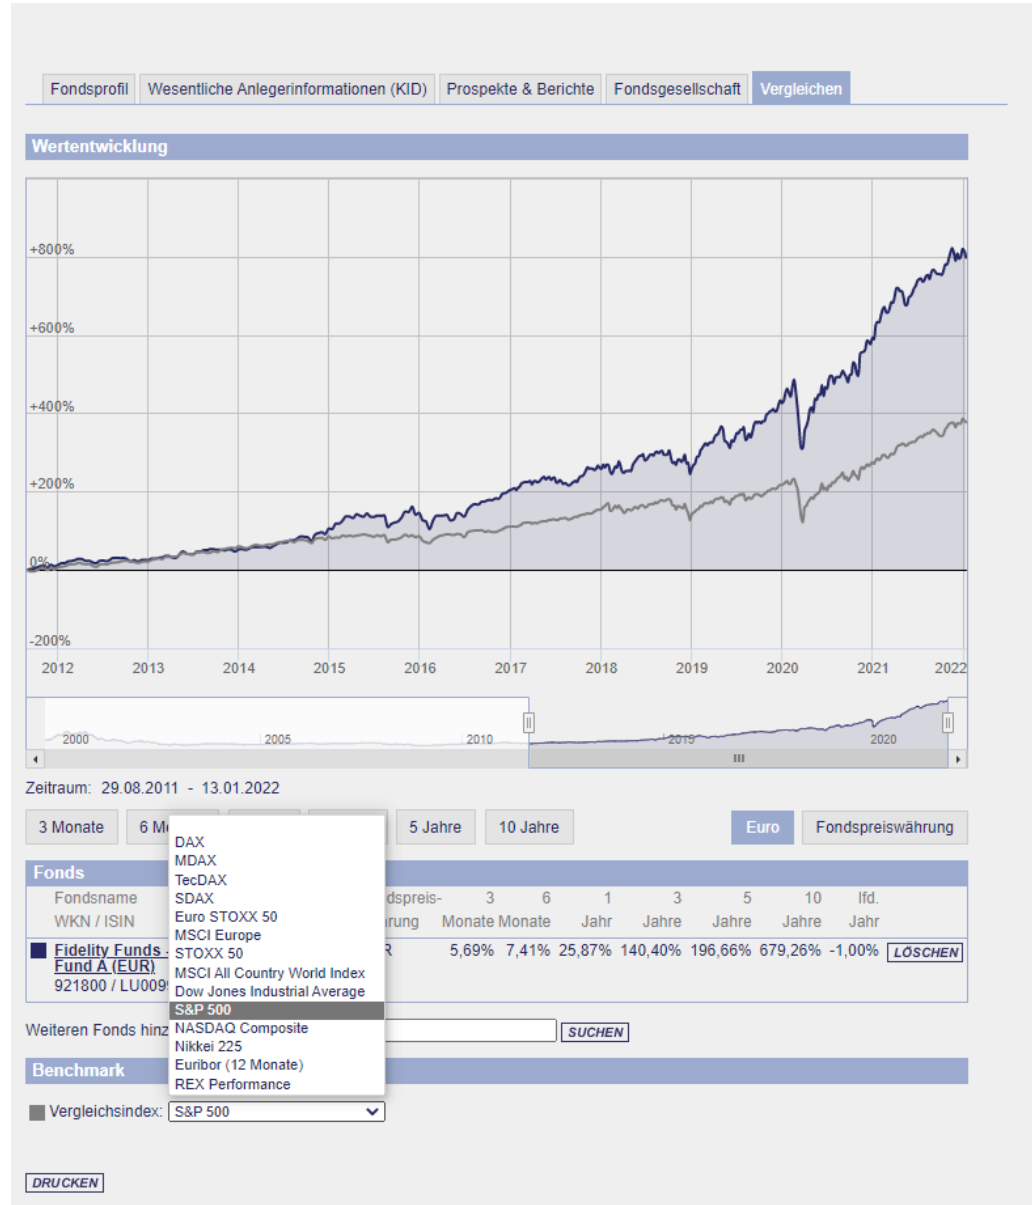 Fondsprofil Wesentliche Anlegerinformationen (KID) Prospekte & Berichte Fondsgesellschaft Vergleichen
Wertentwicklung
+800%
+600%
+400%
+200%
0%
-200%
2012 2013 2014 2015 2016 2017 2018 2019 2020 2021 2022
2000 2005 2010 2015 2020
Zeitraum: 29.08.2011 - 13.01.2022
3 Monate 6 5 Jahre 10 Jahre Euro Fondspreiswährung
Fonds
Fondsname 3 6 1 3 5 10 lfd.
WKN / ISIN Monate Monate Jahr Jahre Jahre Jahre Jahr
Fidelity Funds - 5,69% 7,41% 25,87% 140,40% 196,66% 679,26% -1,00% LÖSCHEN
Fund A (EUR)
921800 /
Weiteren Fonds SUCHEN
DAX
MDAX
TecDAX
SDAX
Euro STOXX 50
MSCI Europe
STOXX 50
MSCI All Country World Index
Dow Jones Industrial Average
S&P 500
NASDAQ Composite
Nikkei 225
Euribor (12 Monate)
REX Performance
Benchmark
Vergleichsindex: S&P 500
DRUCKEN